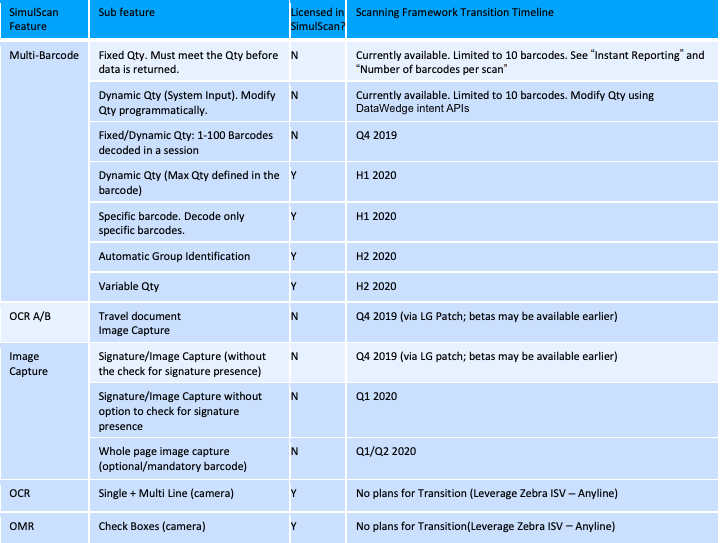 SimulScan
Feature
Sub feature
Licensed in
SimulScan?
Scanning Framework Transition Timeline
Multi-Barcode
Fixed Qty. Must meet the Qty before
data is returned.
N
Currently available. Limited to 10 barcodes. See “Instant Reporting” and
“Number of barcodes per scan”
Dynamic Qty (System Input). Modify
Qty programmatically.
N
Currently available. Limited to 10 barcodes. Modify Qty using
DataWedge intent APIs
Fixed/Dynamic Qty: 1-100 Barcodes
decoded in a session
N
Q4 2019
Dynamic Qty (Max Qty defined in the
barcode)
Y
H1 2020
Specific barcode. Decode only
specific barcodes.
Y
H1 2020
Automatic Group Identification
Y
H2 2020
Variable Qty
Y
H2 2020
OCR A/B
Travel document
Image Capture
N
Q4 2019 (via LG Patch; betas may be available earlier)
Image
Capture
Signature/Image Capture (without
the check for signature presence)
N
Q4 2019 (via LG patch; betas may be available earlier)
Signature/Image Capture without
option to check for signature
presence
N
Q1 2020
Whole page image capture
(optional/mandatory barcode)
N
Q1/Q2 2020
OCR
Single + Multi Line (camera)
Y
No plans for Transition (Leverage Zebra ISV – Anyline)
OMR
Check Boxes (camera)
Y
No plans for Transition(Leverage Zebra ISV – Anyline)